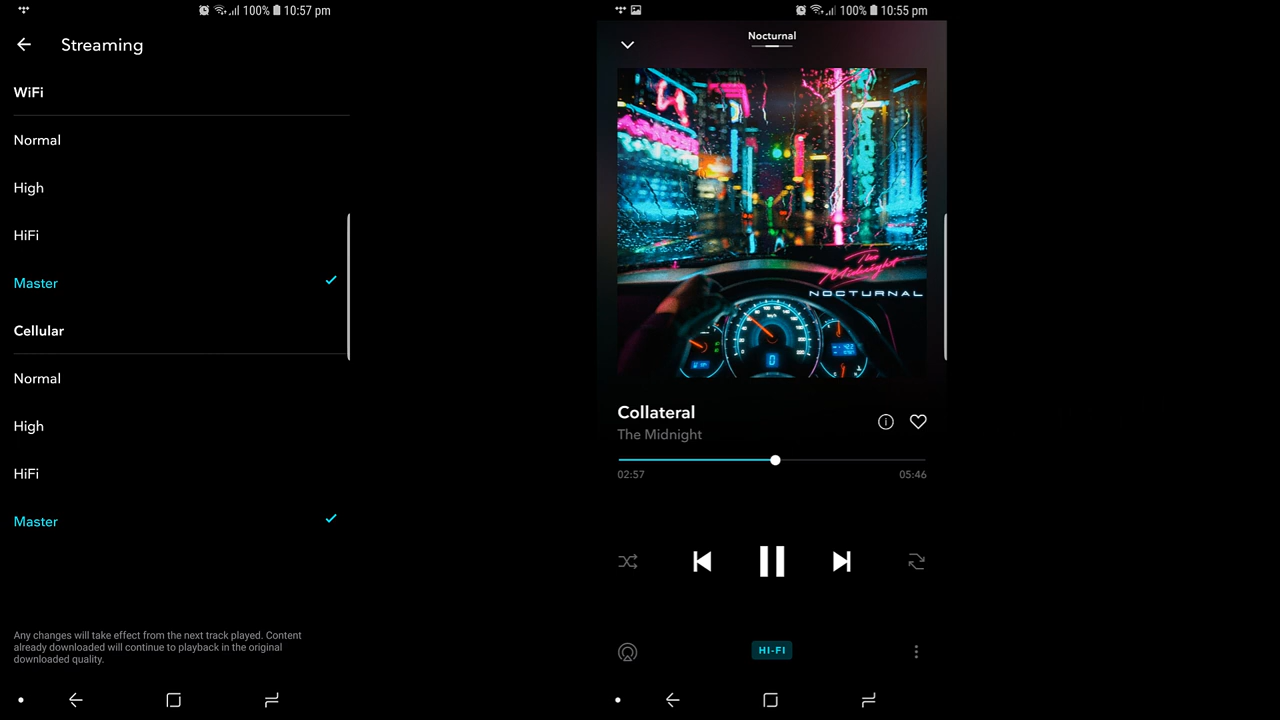 100% 10:57 pm
Streaming
WiFi
Normal
High
HiFi
Master
Cellular
Normal
High
HiFi
Master
Any changes will take effect from the next track played. Content
already downloaded will continue to playback in the original
downloaded quality.
100% 10:55 pm
Nocturnal
The
Midnight
NOCTURNAL
Collateral
The Midnight
02:57
05:46
HI-FI